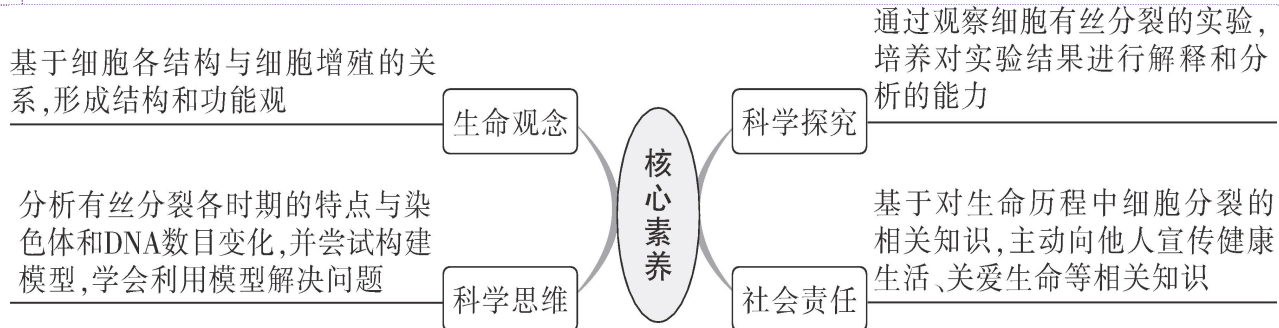 基于细胞各结构与细胞增殖的关
系,形成结构和功能观
生命观念
分析有丝分裂各时期的特点与染
色体和DNA数目变化,并尝试构建
模型,学会利用模型解决问题
科学思维
核心素养
通过观察细胞有丝分裂的实验,
培养对实验结果进行解释和分
析的能力
科学探究
基于对生命历程中细胞分裂的
相关知识,主动向他人宣传健康
生活、关爱生命等相关知识
社会责任